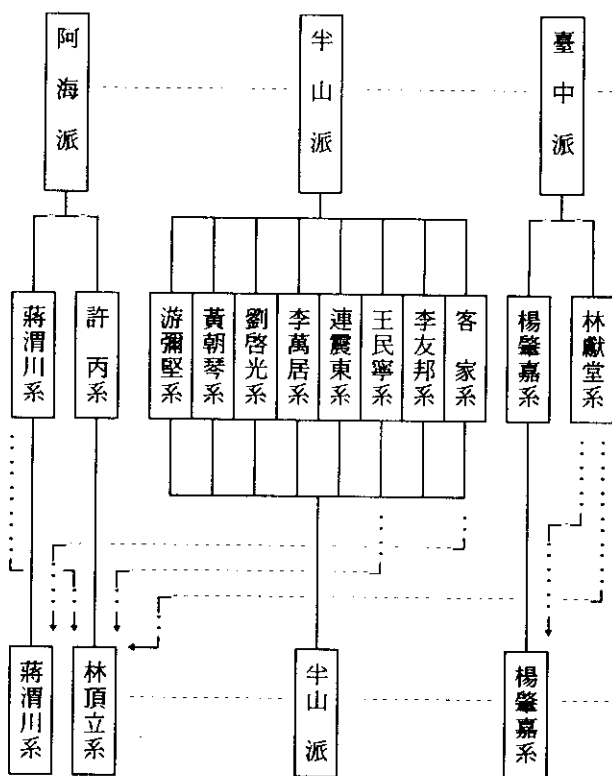 臺中派
半山派
阿海派
林獻堂系
楊肇嘉系
客家系
李友邦系
王民寧系
連震東系
李萬居系
劉啓光系
黃朝琴系
游彌堅系
許丙系
蔣渭川系
楊肇嘉系
半山派
林頂立系
蔣渭川系